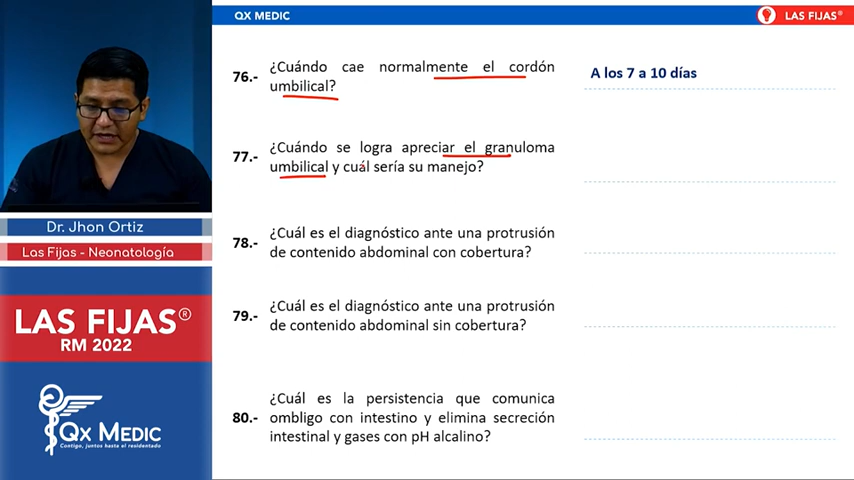 QX MEDIC
LAS FIJAS®
76.- ¿Cuándo cae normalmente el cordón
umbilical?
A los 7 a 10 días
77.- ¿Cuándo se logra apreciar el granuloma
umbilical y cuál sería su manejo?
78.- ¿Cuál es el diagnóstico ante una protrusión
de contenido abdominal con cobertura?
79.- ¿Cuál es el diagnóstico ante una protrusión
de contenido abdominal sin cobertura?
80.- ¿Cuál es la persistencia que comunica
ombligo con intestino y elimina secreción
intestinal y gases con pH alcalino?
Dr. Jhon Ortiz
Las Fijas - Neonatología
LAS FIJAS®
RM 2022
QX MEDIC
Contigo, juntos hasta el residentado